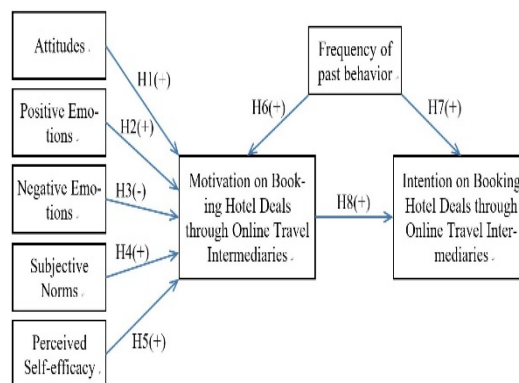 Attitudes
Positive Emo-
tions
Negative Emo-
tions
Subjective
Norms
Perceived
Self-efficacy
H1(+)
H2(+)
H3(-)
H4(+)
H5(+)
Frequency of
past behavior
H6(+)
H7(+)
Motivation on Book-
ing Hotel Deals
through Online Travel
Intermediaries
H8(+)
Intention on Booking
Hotel Deals through
Online Travel Inter-
mediaries